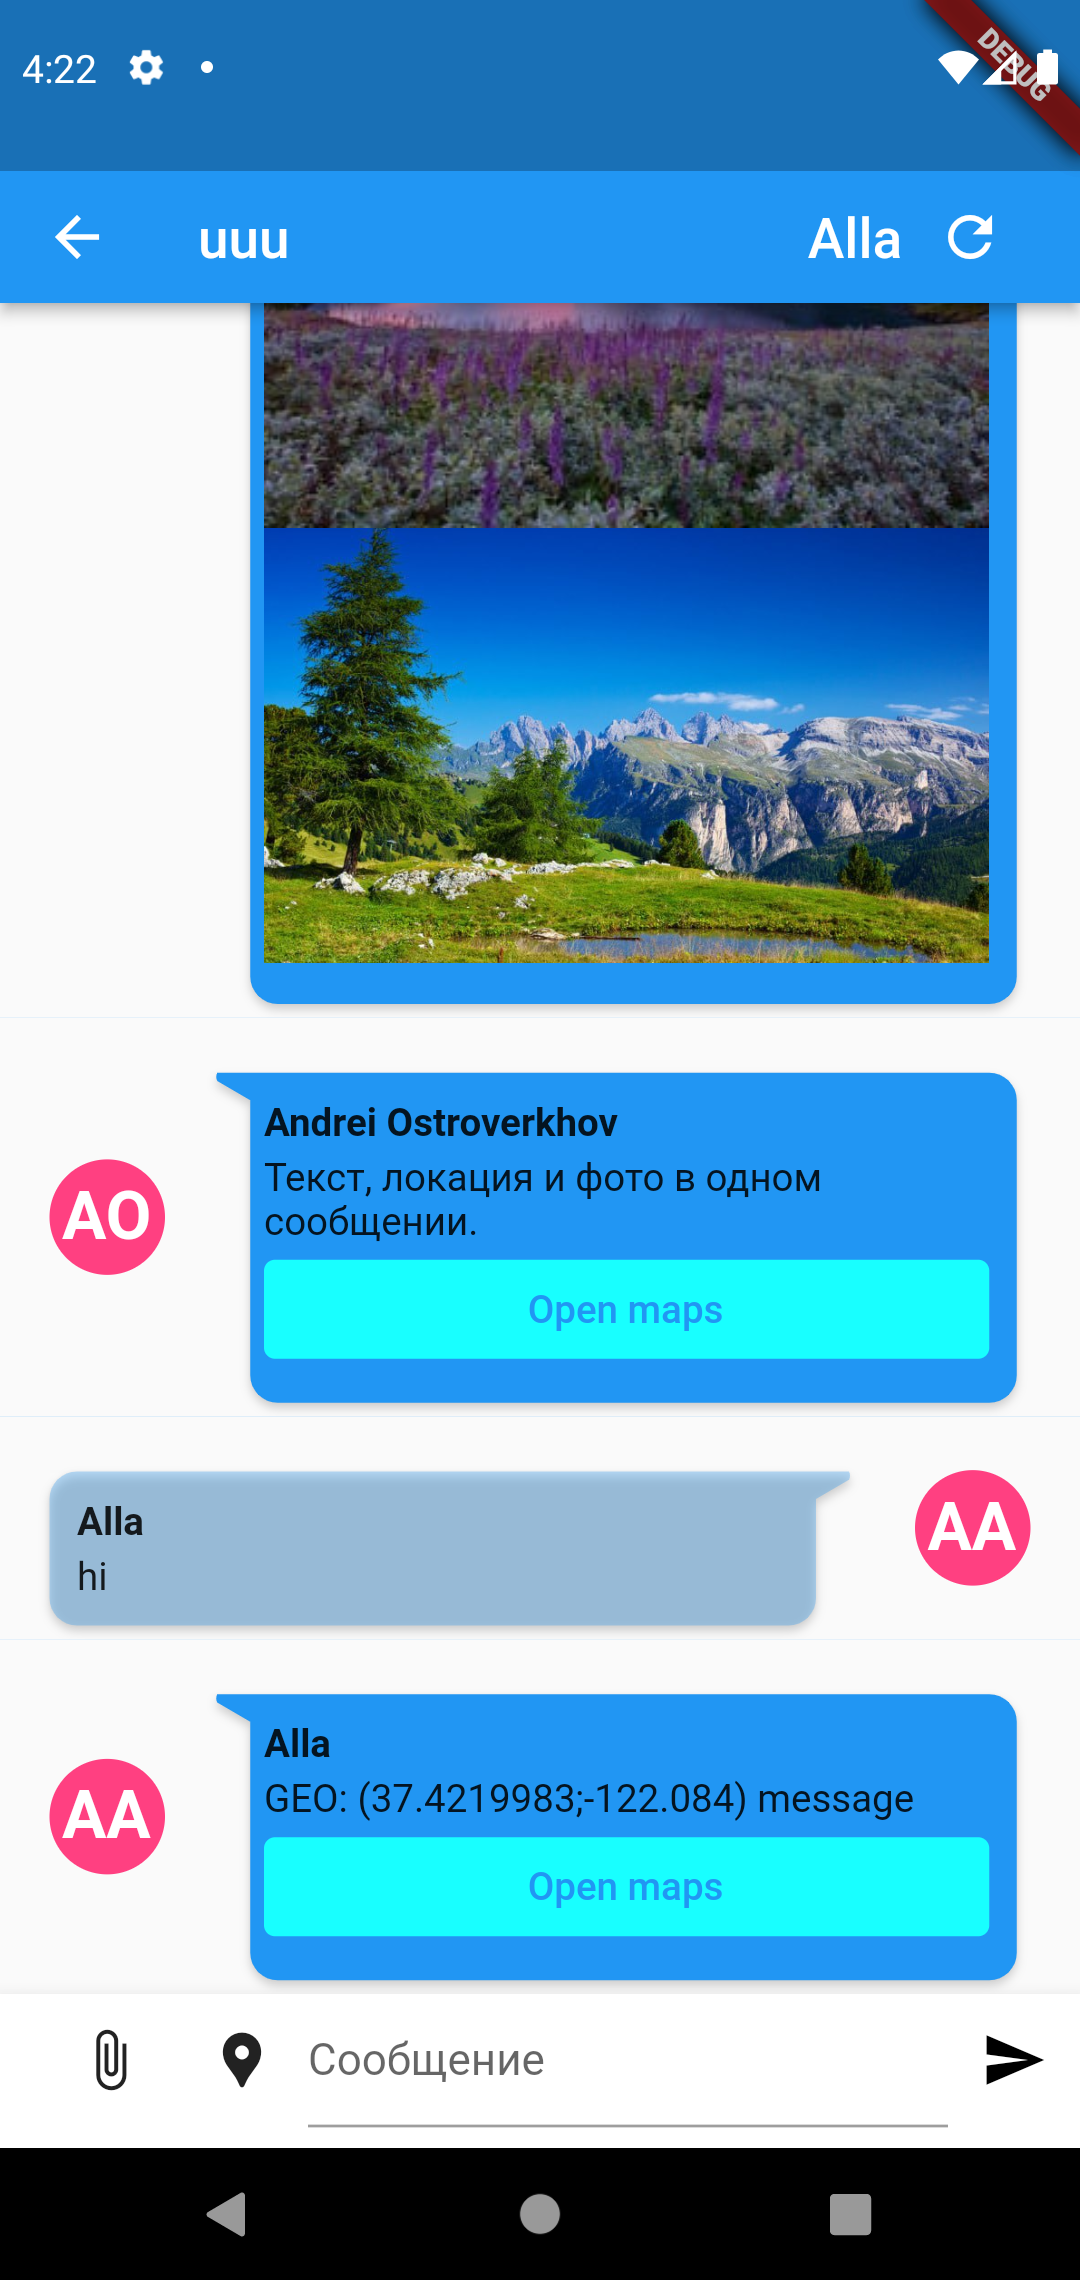 4:22
DEBUG
uuu
Alla
Andrei Ostroverkhov
Текст, локация и фото в одном
сообщении.
AO
Open maps
Alla
hi
AA
Alla
GEO: (37.4219983;-122.084) message
AA
Open maps
Сообщение